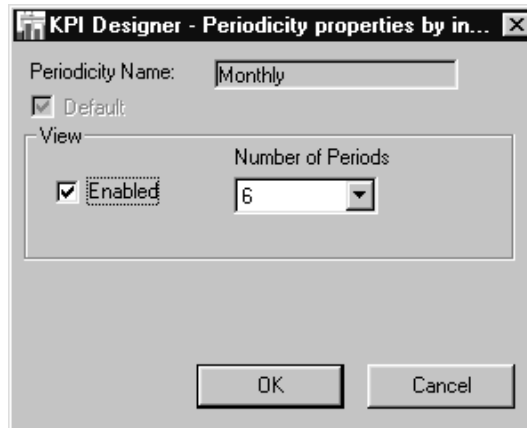 KPI Designer - Periodicity properties by in...
Periodicity Name: Monthly
Default
View
Number of Periods
Enabled 6
OK Cancel